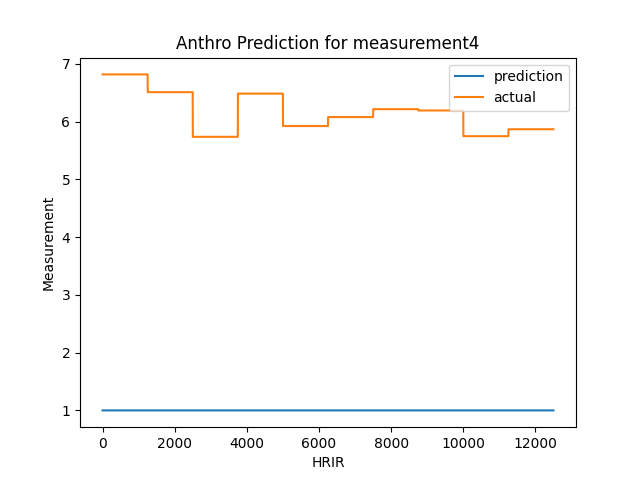 Anthro Prediction for measurement4
prediction
actual
Measurement
7
6
5
4
3
2
1
0
2000
4000
6000
8000
10000
12000
HRIR